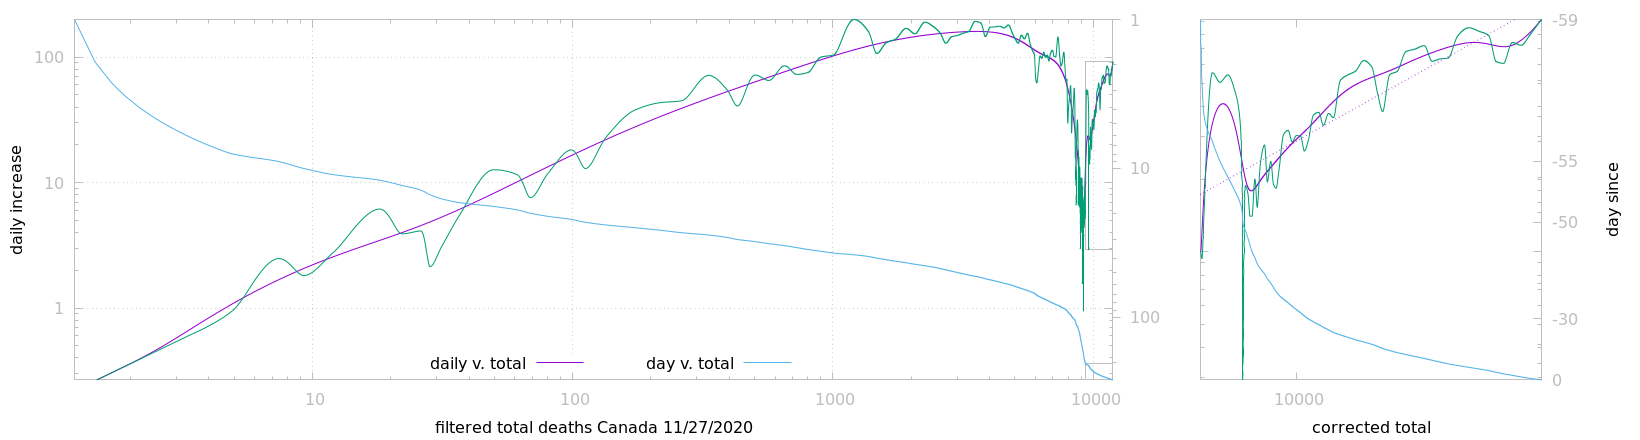 1
-59
100
daily increase
10
-55
day since
10
-50
1
100
-30
daily v. total
day v. total
0
10
100
1000
10000
10000
filtered total deaths Canada 11/27/2020
corrected total